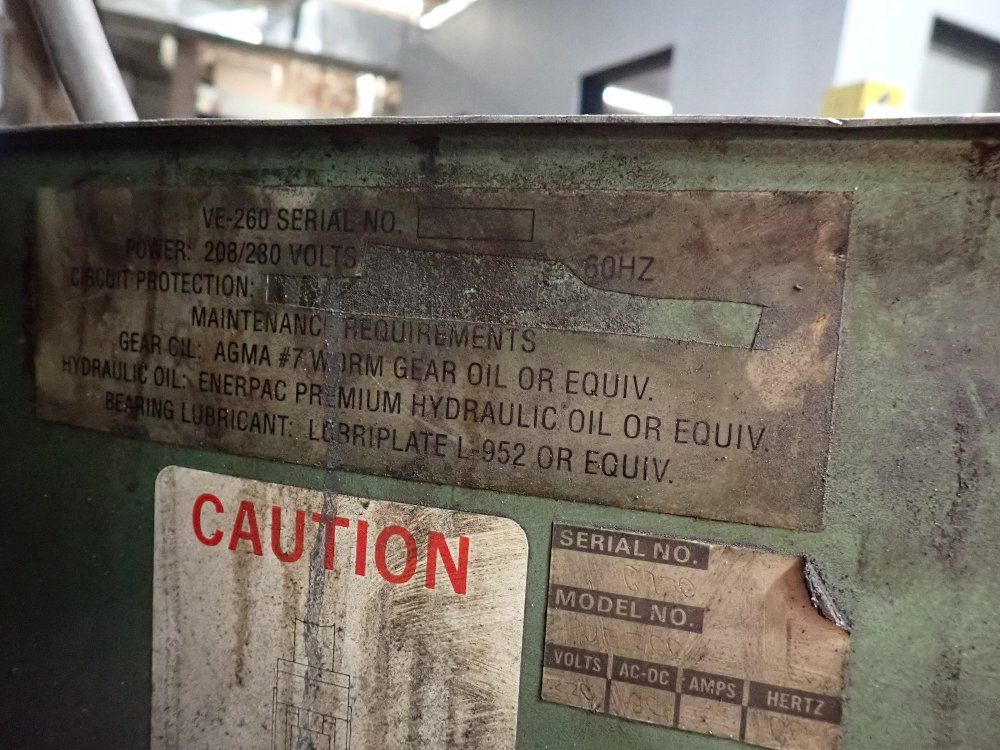 VE-260 SERIAL NO.
POWER: 208/230 VOLTS 60HZ
CIRCUIT PROTECTION:
MAINTENANCE REQUIREMENTS
GEAR OIL: AGMA #7 WORM GEAR OIL OR EQUIV.
HYDRAULIC OIL: ENERPAC PREMIUM HYDRAULIC OIL OR EQUIV.
BEARING LUBRICANT: LUBRIPLATE L-952 OR EQUIV.
CAUTION
SERIAL NO.
MODEL NO.
VOLTS AC-DC AMPS HERTZ